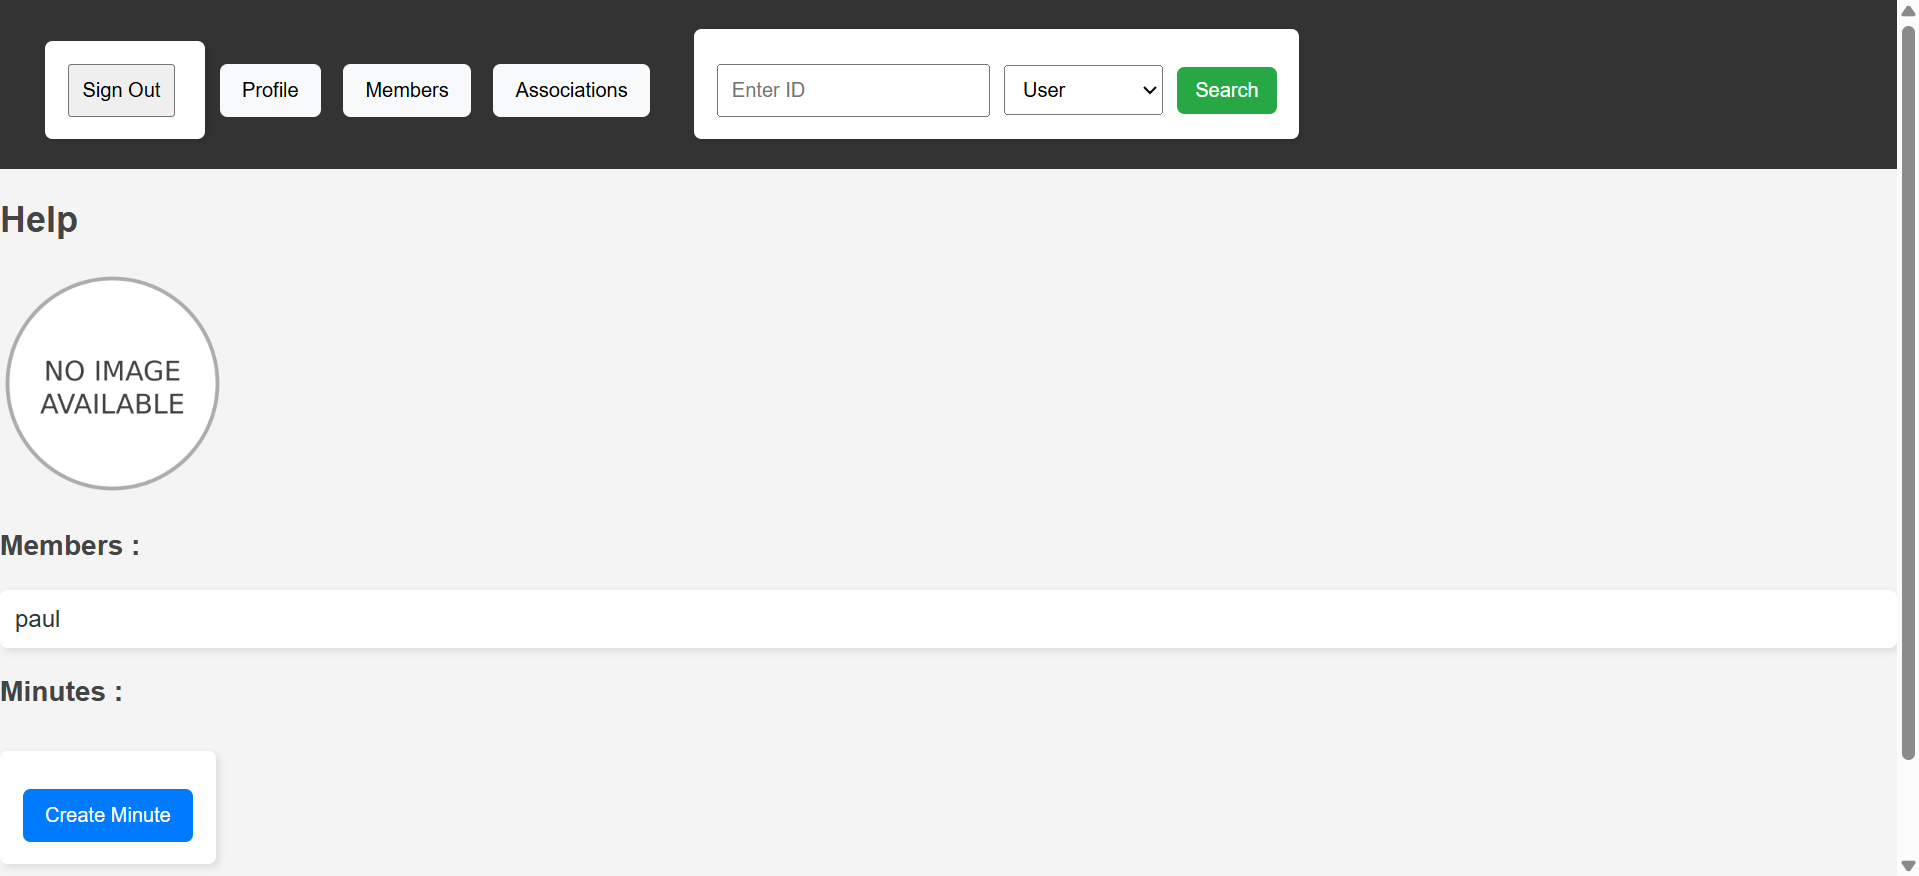 Sign Out Profile Members Associations Enter ID User Search
Help
NO IMAGE
AVAILABLE
Members :
paul
Minutes :
Create Minute